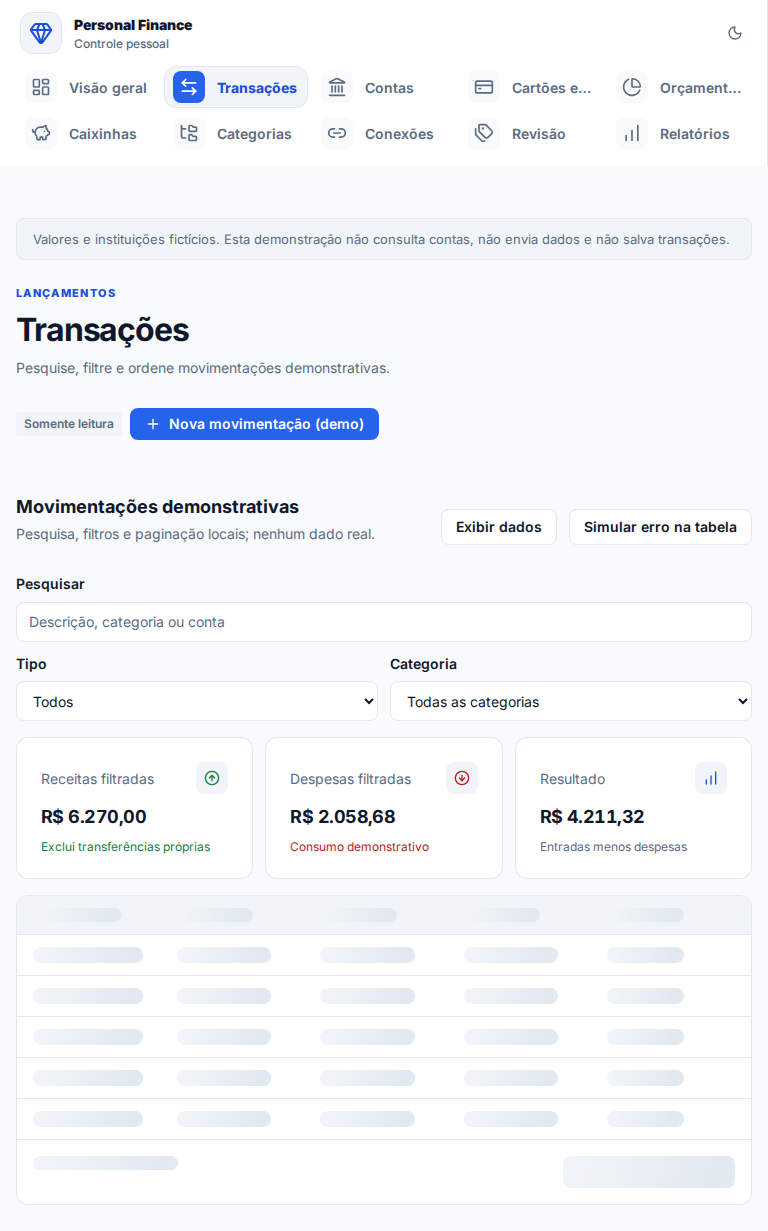 Personal Finance
Controle pessoal
Visão geral
Transações
Contas
Cartões e...
Orçament...
Caixinhas
Categorias
Conexões
Revisão
Relatórios
Valores e instituições fictícios. Esta demonstração não consulta contas, não envia dados e não salva transações.
LANÇAMENTOS
Transações
Pesquise, filtre e ordene movimentações demonstrativas.
Somente leitura
Nova movimentação (demo)
Movimentações demonstrativas
Pesquisa, filtros e paginação locais; nenhum dado real.
Exibir dados
Simular erro na tabela
Pesquisar
Descrição, categoria ou conta
Tipo
Categoria
Todos
Todas as categorias
Receitas filtradas
R$ 6.270,00
Exclui transferências próprias
Despesas filtradas
R$ 2.058,68
Consumo demonstrativo
Resultado
R$ 4.211,32
Entradas menos despesas